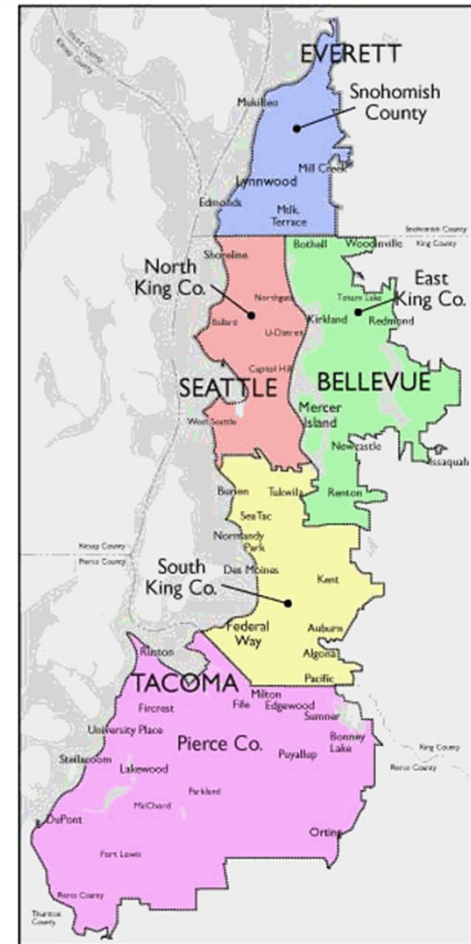 EVERETT
Mukilteo
Snohomish
County
Mill Creek
Lynnwood
Edmonds
Mtlk.
Terrace
Snohomish County
King County
Bothell
Woodinville
Shoreline
North
King Co.
East
King Co.
Northgate
Totem Lake
Ballard
Kirkland
Redmond
U-District
Capitol Hill
SEATTLE
BELLEVUE
Mercer
Island
West Seattle
Newcastle
Issaquah
Burien
Tukwila
Renton
SeaTac
Normandy
Park
Kitsap County
Pierce County
Des Moines
South
King Co.
Kent
Federal
Way
Auburn
Algona
Ruston
Pacific
TACOMA
Milton
Fircrest
Fife
Edgewood
Sumner
University Place
Pierce Co.
Bonney
Lake
King County
Pierce County
Steilacoom
Lakewood
Puyallup
Parkland
McChord
DuPont
Orting
Fort Lewis
Pierce County
Thurston
County